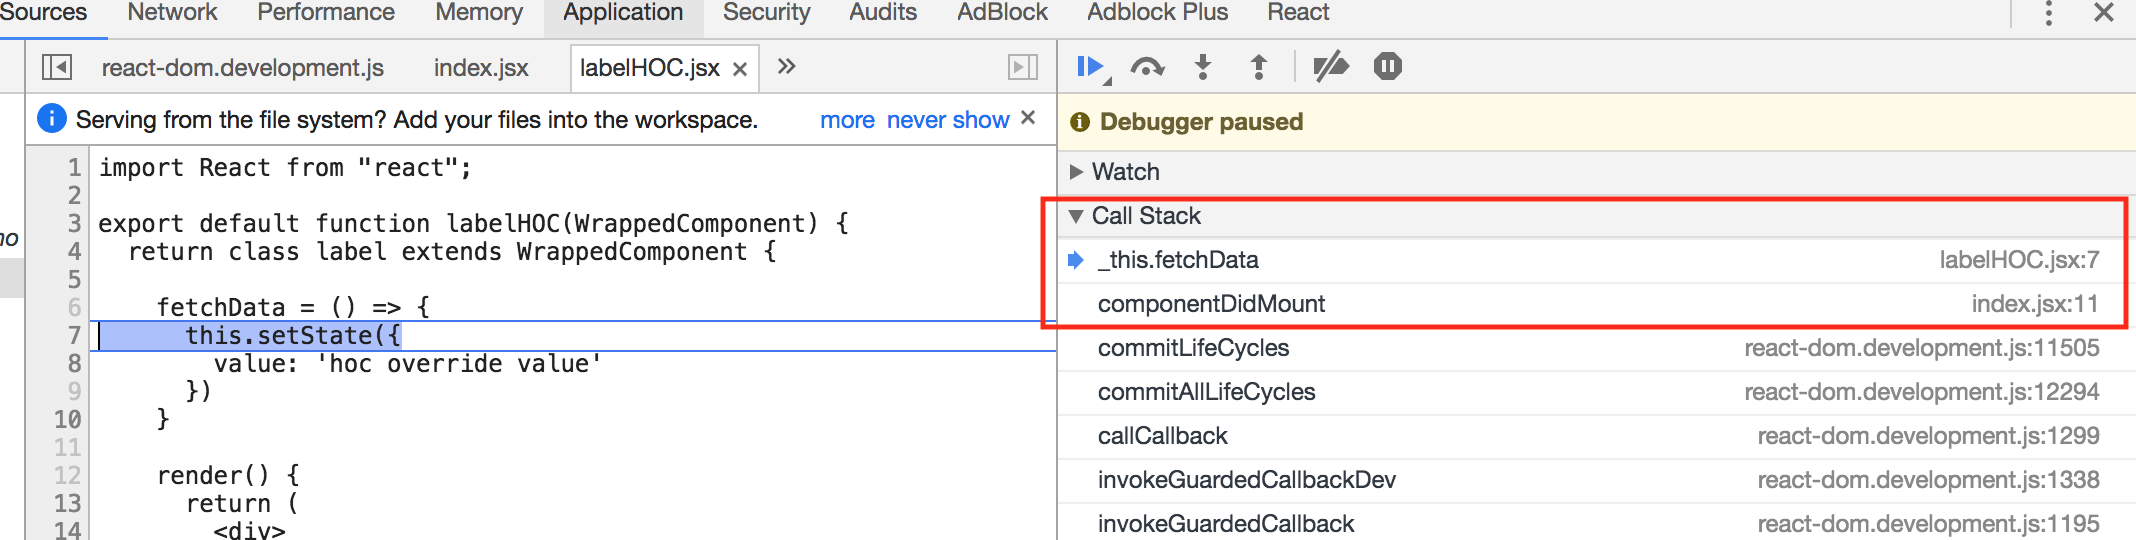 Sources Network Performance Memory Application Security Audits AdBlock Adblock Plus React
react-dom.development.js index.jsx labelHOC.jsx
Serving from the file system? Add your files into the workspace. more never show
no
1 import React from "react";
2
3 export default function labelHOC(WrappedComponent) {
4 return class label extends WrappedComponent {
5
6 fetchData = () => {
7 this.setState({
8 value: 'hoc override value'
9 })
10 }
11
12 render() {
13 return (
14 <div>
Debugger paused
Watch
Call Stack
_this.fetchData labelHOC.jsx:7
componentDidMount index.jsx:11
commitLifeCycles react-dom.development.js:11505
commitAllLifeCycles react-dom.development.js:12294
callCallback react-dom.development.js:1299
invokeGuardedCallbackDev react-dom.development.js:1338
invokeGuardedCallback react-dom.development.js:1195